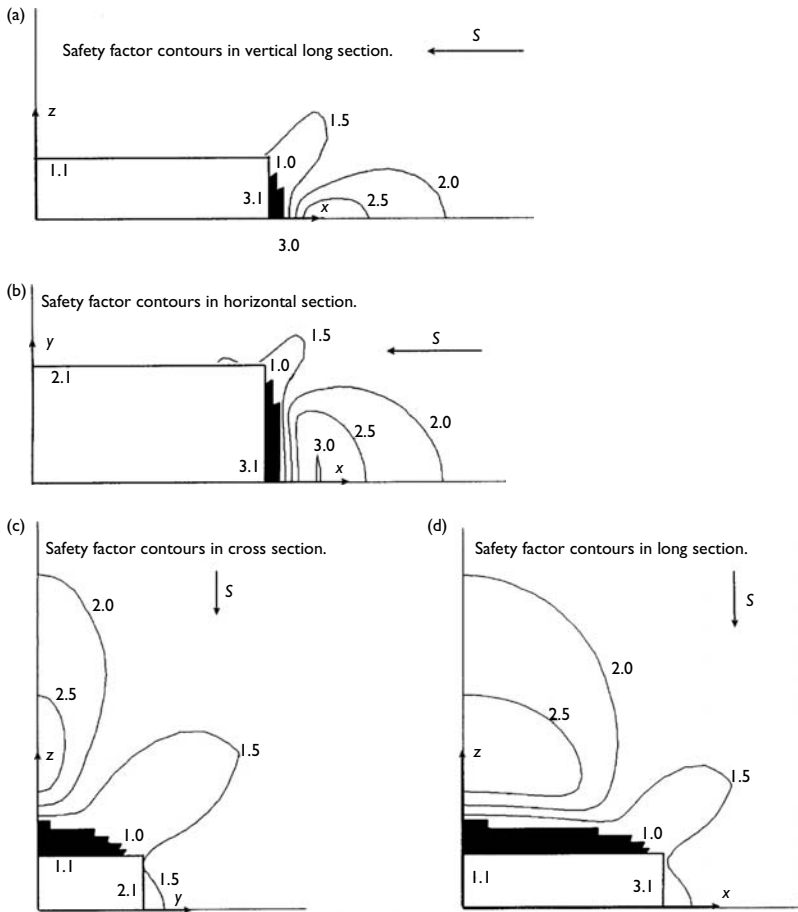 (a)
Safety factor contours in vertical long section.
S
z
1.5
1.1
1.0
2.0
3.1
x
2.5
3.0
(b)
Safety factor contours in horizontal section.
1.5
y
S
1.0
2.1
2.0
2.5
3.0
3.1
x
(c)
Safety factor contours in cross section.
S
2.0
2.5
z
1.5
1.0
1.1
2.1
1.5
y
(d)
Safety factor contours in long section.
S
2.0
2.5
z
1.5
1.0
1.1
3.1
x